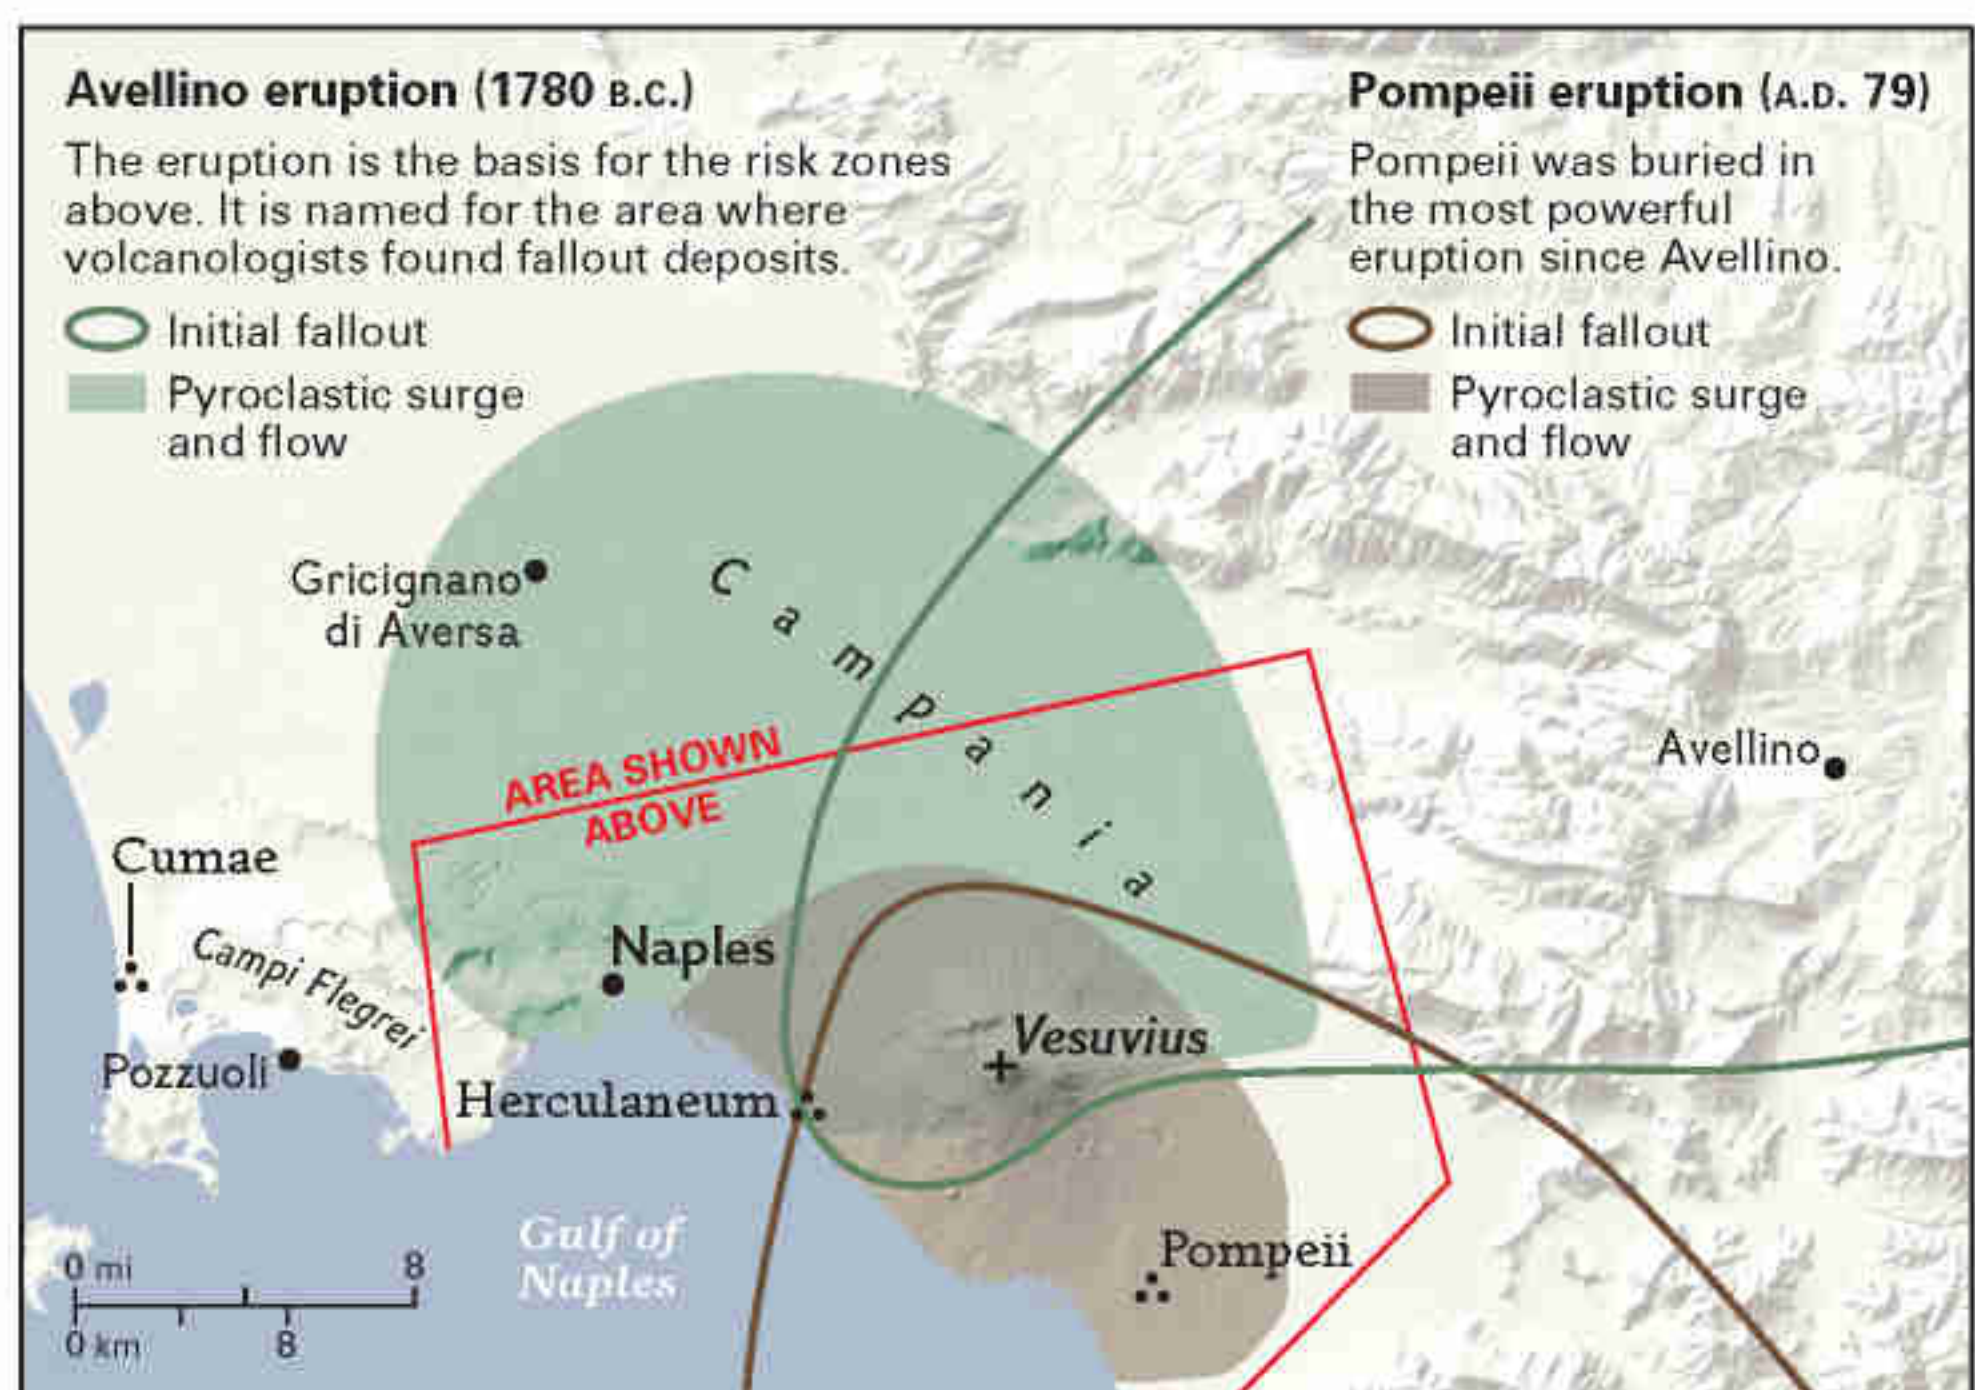 Avellino eruption (1780 B.C.)
The eruption is the basis for the risk zones
above. It is named for the area where
volcanologists found fallout deposits.
Initial fallout
Pyroclastic surge
and flow
Pompeii eruption (A.D. 79)
Pompeii was buried in
the most powerful
eruption since Avellino.
Initial fallout
Pyroclastic surge
and flow
Gricignano
di Aversa
Campania
AREA SHOWN
ABOVE
Avellino
Cumae
Campi Flegrei
Naples
Pozzuoli
Vesuvius
Herculaneum
Gulf of
Naples
Pompeii
0 mi 8
0 km 8